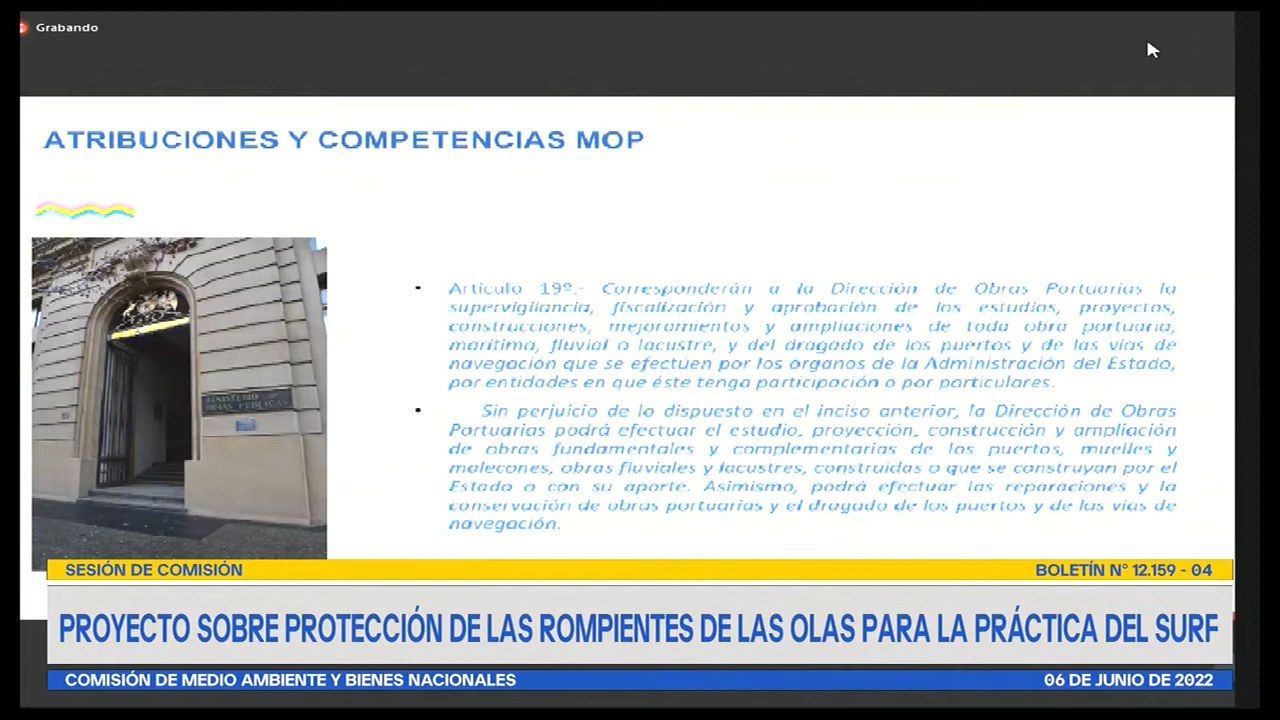 Grabando
ATRIBUCIONES Y COMPETENCIAS MOP
MINISTERIO
OBRAS PUBLICAS
• Artículo 19º.- Corresponderán a la Dirección de Obras Portuarias la
supervigilancia, fiscalización y aprobación de los estudios, proyectos,
construcciones, mejoramientos y ampliaciones de toda obra portuaria,
marítima, fluvial o lacustre, y del dragado de los puertos y de las vías de
navegación que se efectúen por los órganos de la Administración del Estado,
por entidades en que éste tenga participación o por particulares.
• Sin perjuicio de lo dispuesto en el inciso anterior, la Dirección de Obras
Portuarias podrá efectuar el estudio, proyección, construcción y ampliación
de obras fundamentales y complementarias de los puertos, muelles y
malecones, obras fluviales y lacustres, construidas o que se construyan por el
Estado o con su aporte. Asimismo, podrá efectuar las reparaciones y la
conservación de obras portuarias y el dragado de los puertos y de las vías de
navegación.
SESIÓN DE COMISIÓN
BOLETÍN N° 12.159 - 04
PROYECTO SOBRE PROTECCIÓN DE LAS ROMPIENTES DE LAS OLAS PARA LA PRÁCTICA DEL SURF
COMISIÓN DE MEDIO AMBIENTE Y BIENES NACIONALES
06 DE JUNIO DE 2022